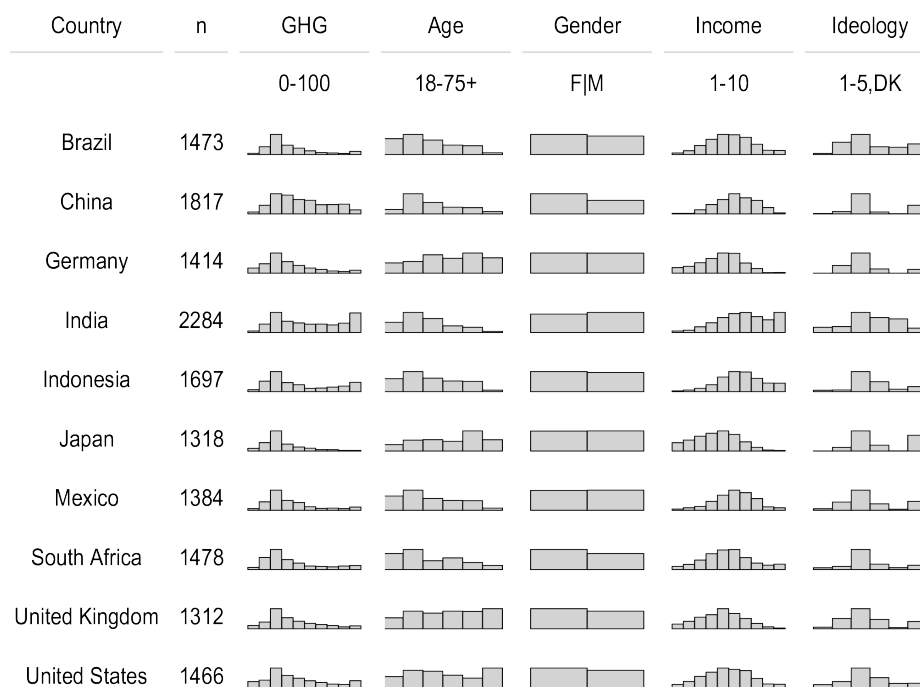 Country n GHG Age Gender Income Ideology
0-100 18-75+ F|M 1-10 1-5,DK
Brazil 1473
China 1817
Germany 1414
India 2284
Indonesia 1697
Japan 1318
Mexico 1384
South Africa 1478
United Kingdom 1312
United States 1466